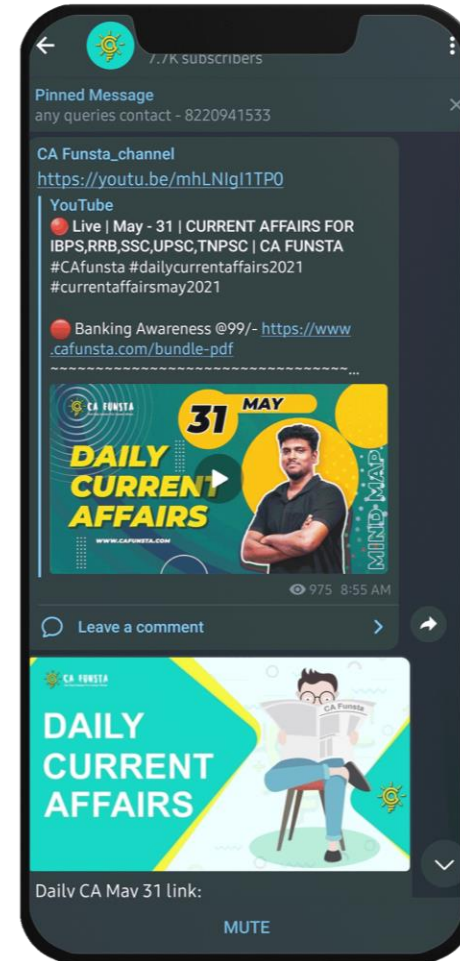 7.7K subscribers
Pinned Message
any queries contact - 8220941533
CA Funsta_channel
https://youtu.be/mhLNIgI1TP0
YouTube
🔴 Live | May - 31 | CURRENT AFFAIRS FOR
IBPS,RRB,SSC,UPSC,TNPSC | CA FUNSTA
#CAfunsta #dailycurrentaffairs2021
#currentaffairsmay2021
🔴 Banking Awareness @99/- https://www
.cafunsta.com/bundle-pdf
~~~~~~~~~~~~~~~~~~~~~~~~~~~~~~~~~...
CA FUNSTA
31 MAY
DAILY
CURRENT
AFFAIRS
WWW.CAFUNSTA.COM
MIND MAP
975 8:55 AM
Leave a comment
CA FUNSTA
DAILY
CURRENT
AFFAIRS
CA Funsta
Daily CA May 31 link:
MUTE